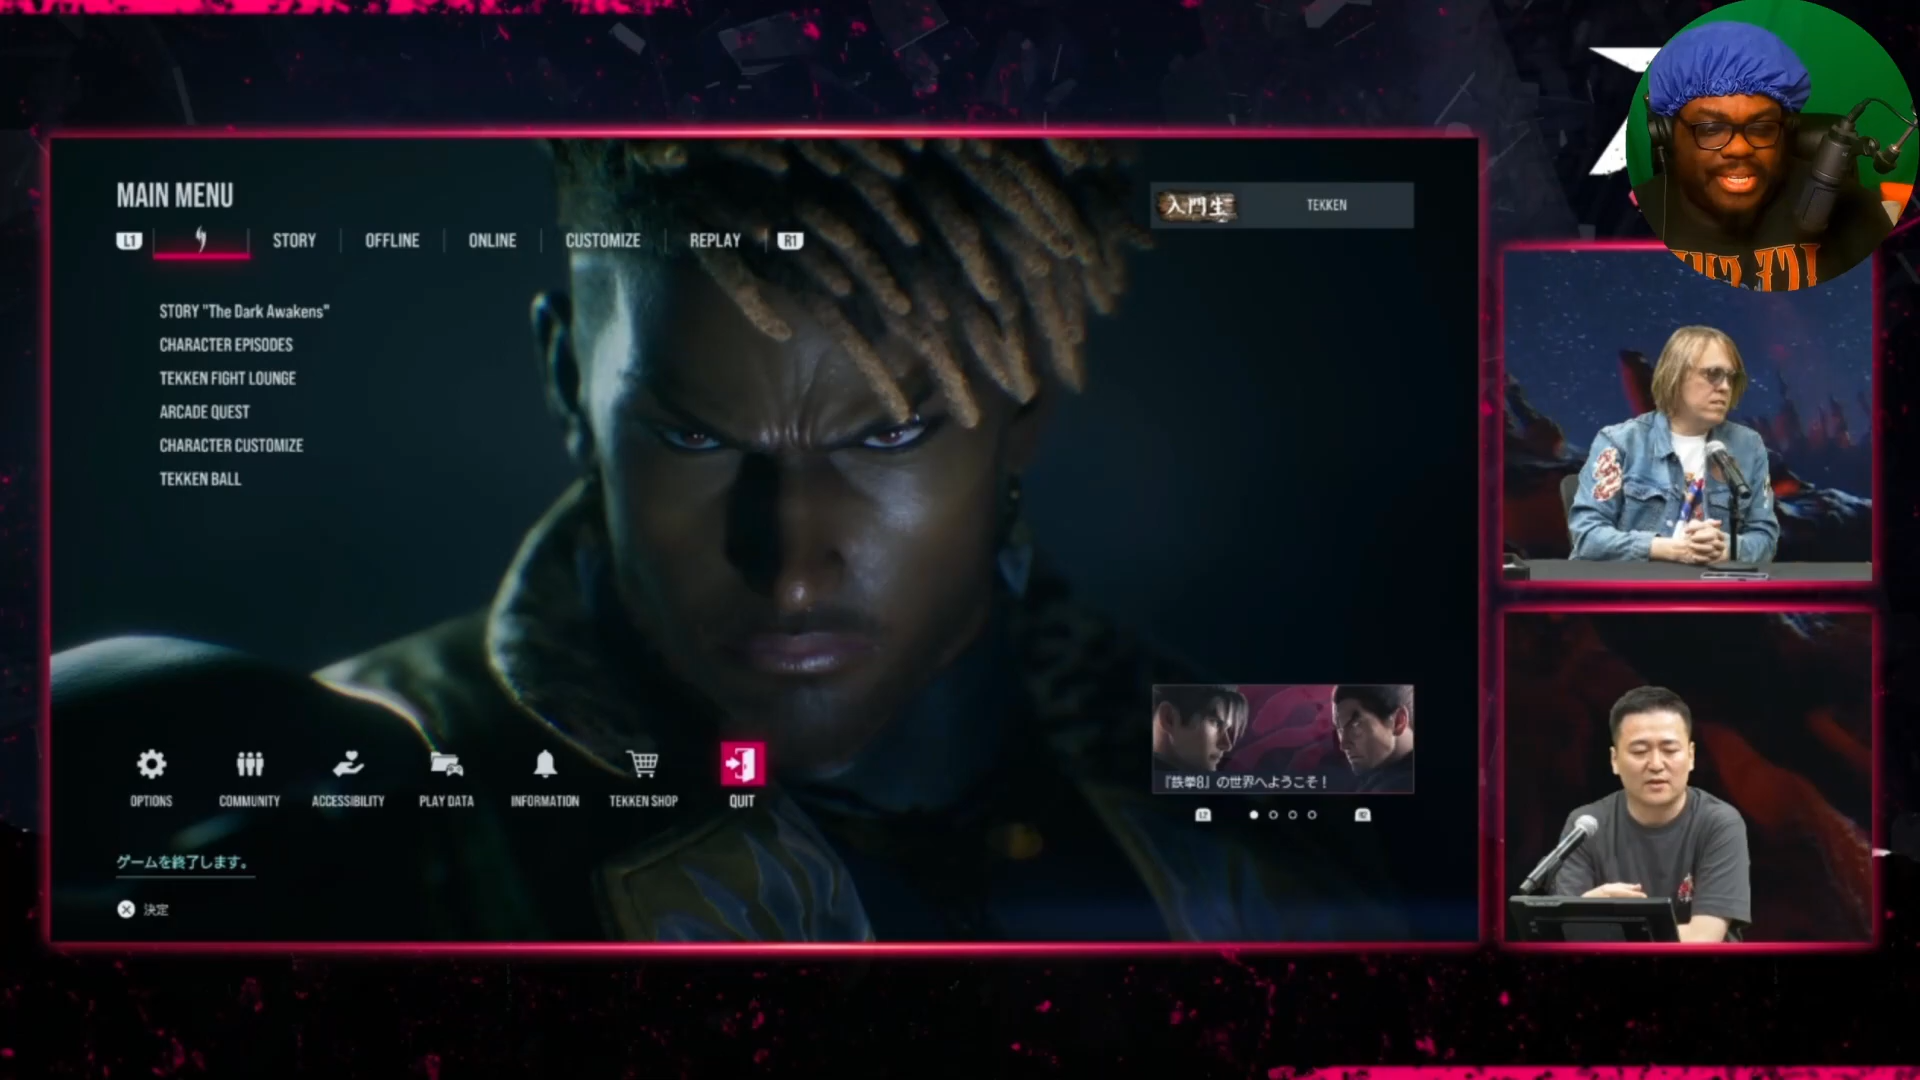 MAIN MENU
入門生 TEKKEN
L1 STORY OFFLINE ONLINE CUSTOMIZE REPLAY R1
STORY "The Dark Awakens"
CHARACTER EPISODES
TEKKEN FIGHT LOUNGE
ARCADE QUEST
CHARACTER CUSTOMIZE
TEKKEN BALL
『鉄拳8』の世界へようこそ！
L2 R2
OPTIONS COMMUNITY ACCESSIBILITY PLAY DATA INFORMATION TEKKEN SHOP QUIT
ゲームを終了します。
決定